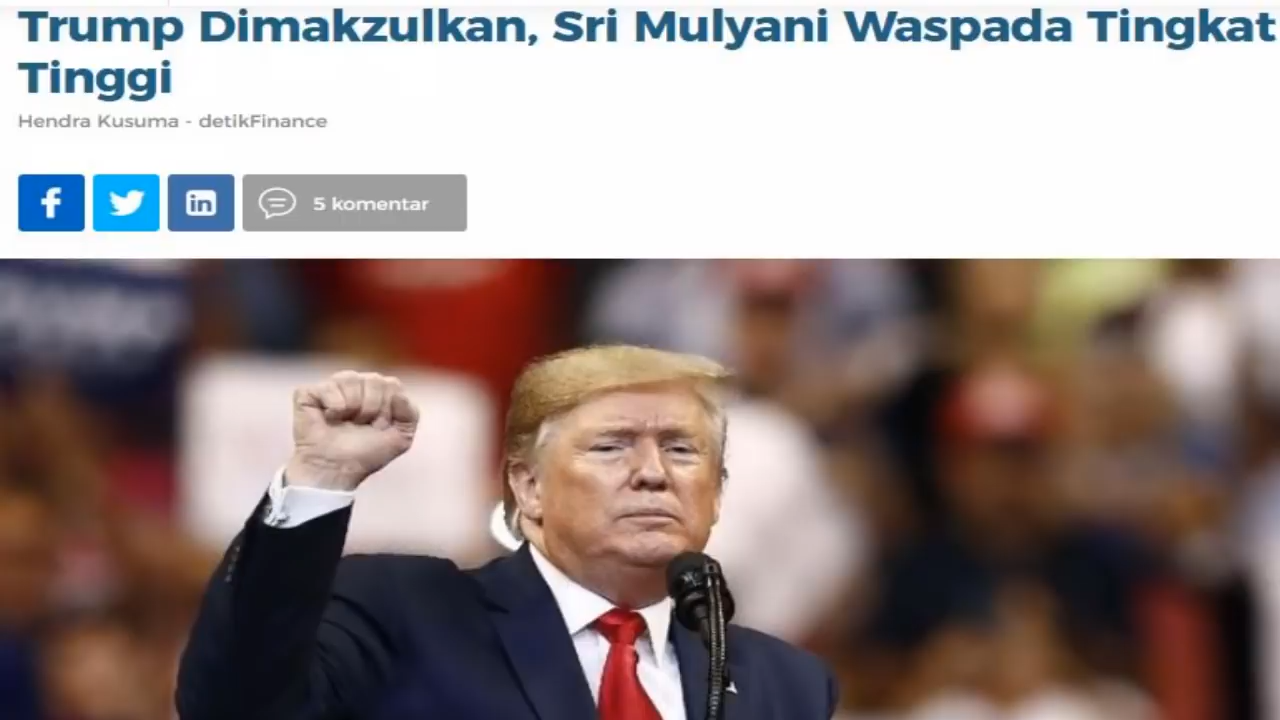 Trump Dimakzulkan, Sri Mulyani Waspada Tingkat
Tinggi
Hendra Kusuma - detikFinance
5 komentar